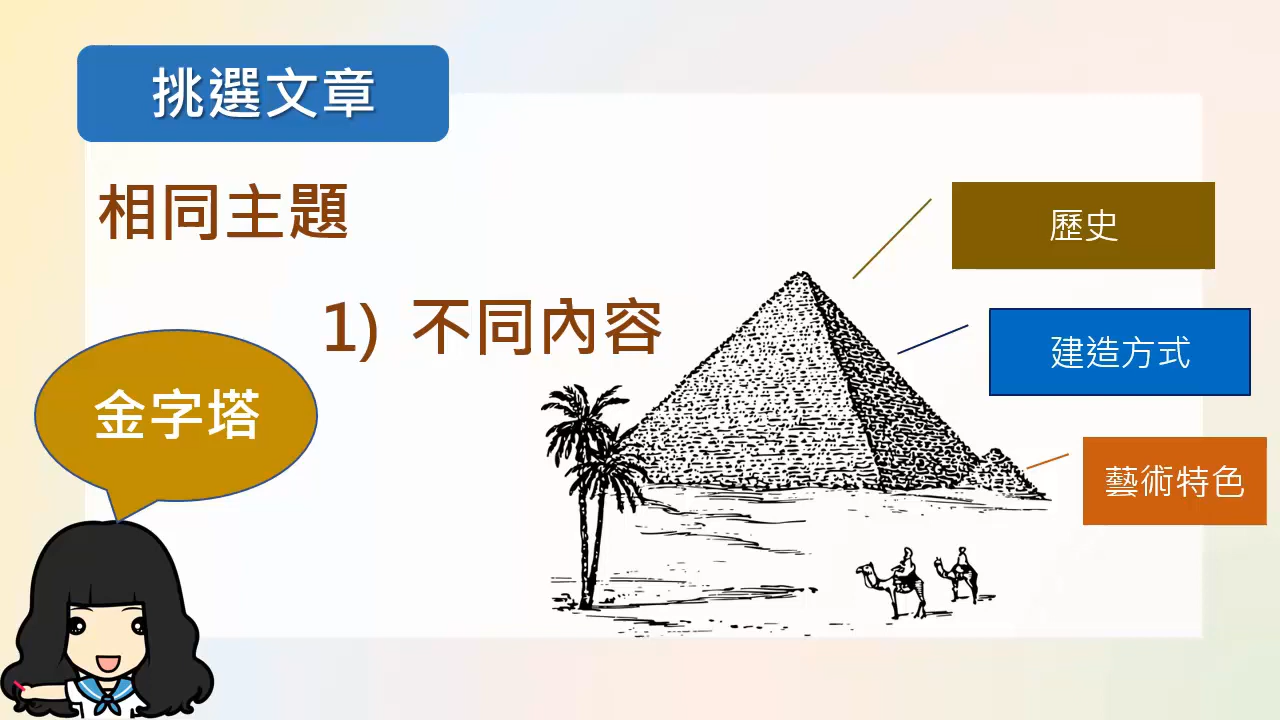 挑選文章
相同主題
1) 不同內容
金字塔
歷史
建造方式
藝術特色